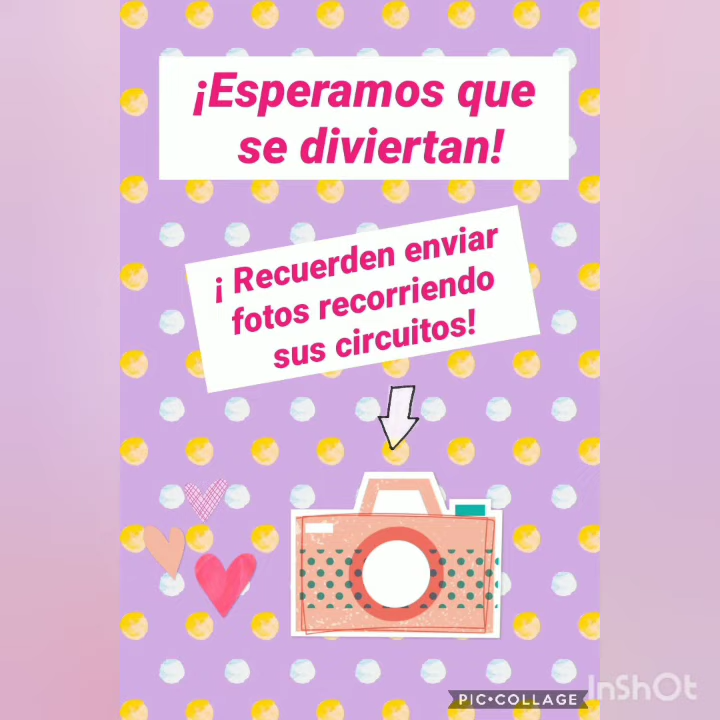 ¡Esperamos que
se diviertan!
¡ Recuerden enviar
fotos recorriendo
sus circuitos!
PIC•COLLAGE
InShOt